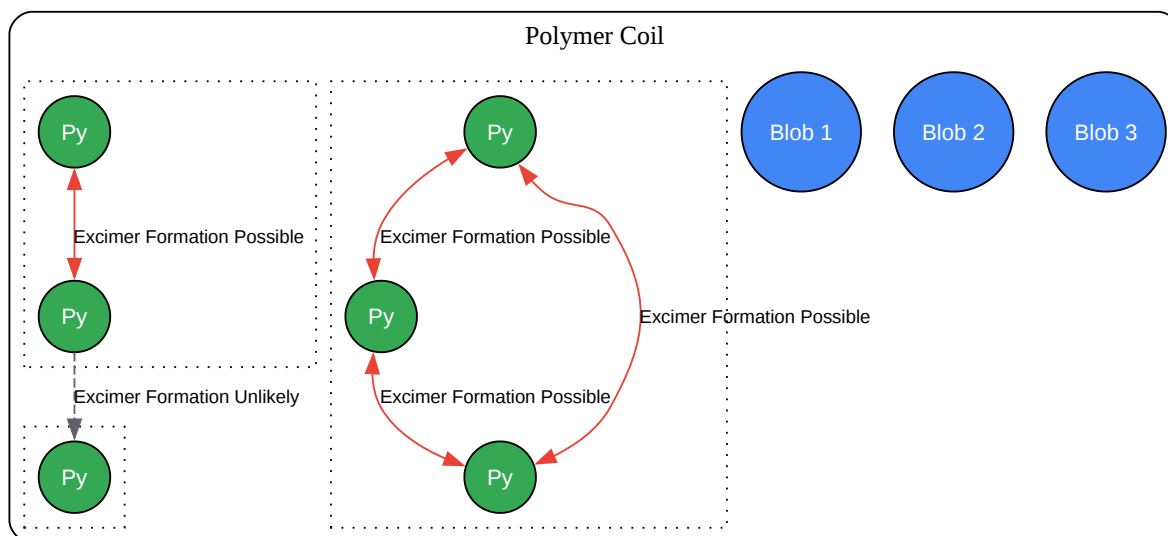 Polymer Coil
Py
Py
Blob 1
Blob 2
Blob 3
Excimer Formation Possible
Excimer Formation Possible
Py
Py
Excimer Formation Possible
Excimer Formation Unlikely
Excimer Formation Possible
Py
Py